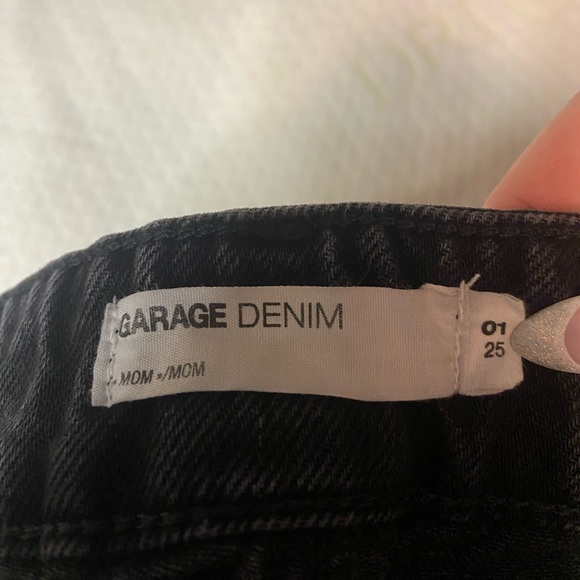 GARAGE DENIM
« MOM »/MOM
01
25